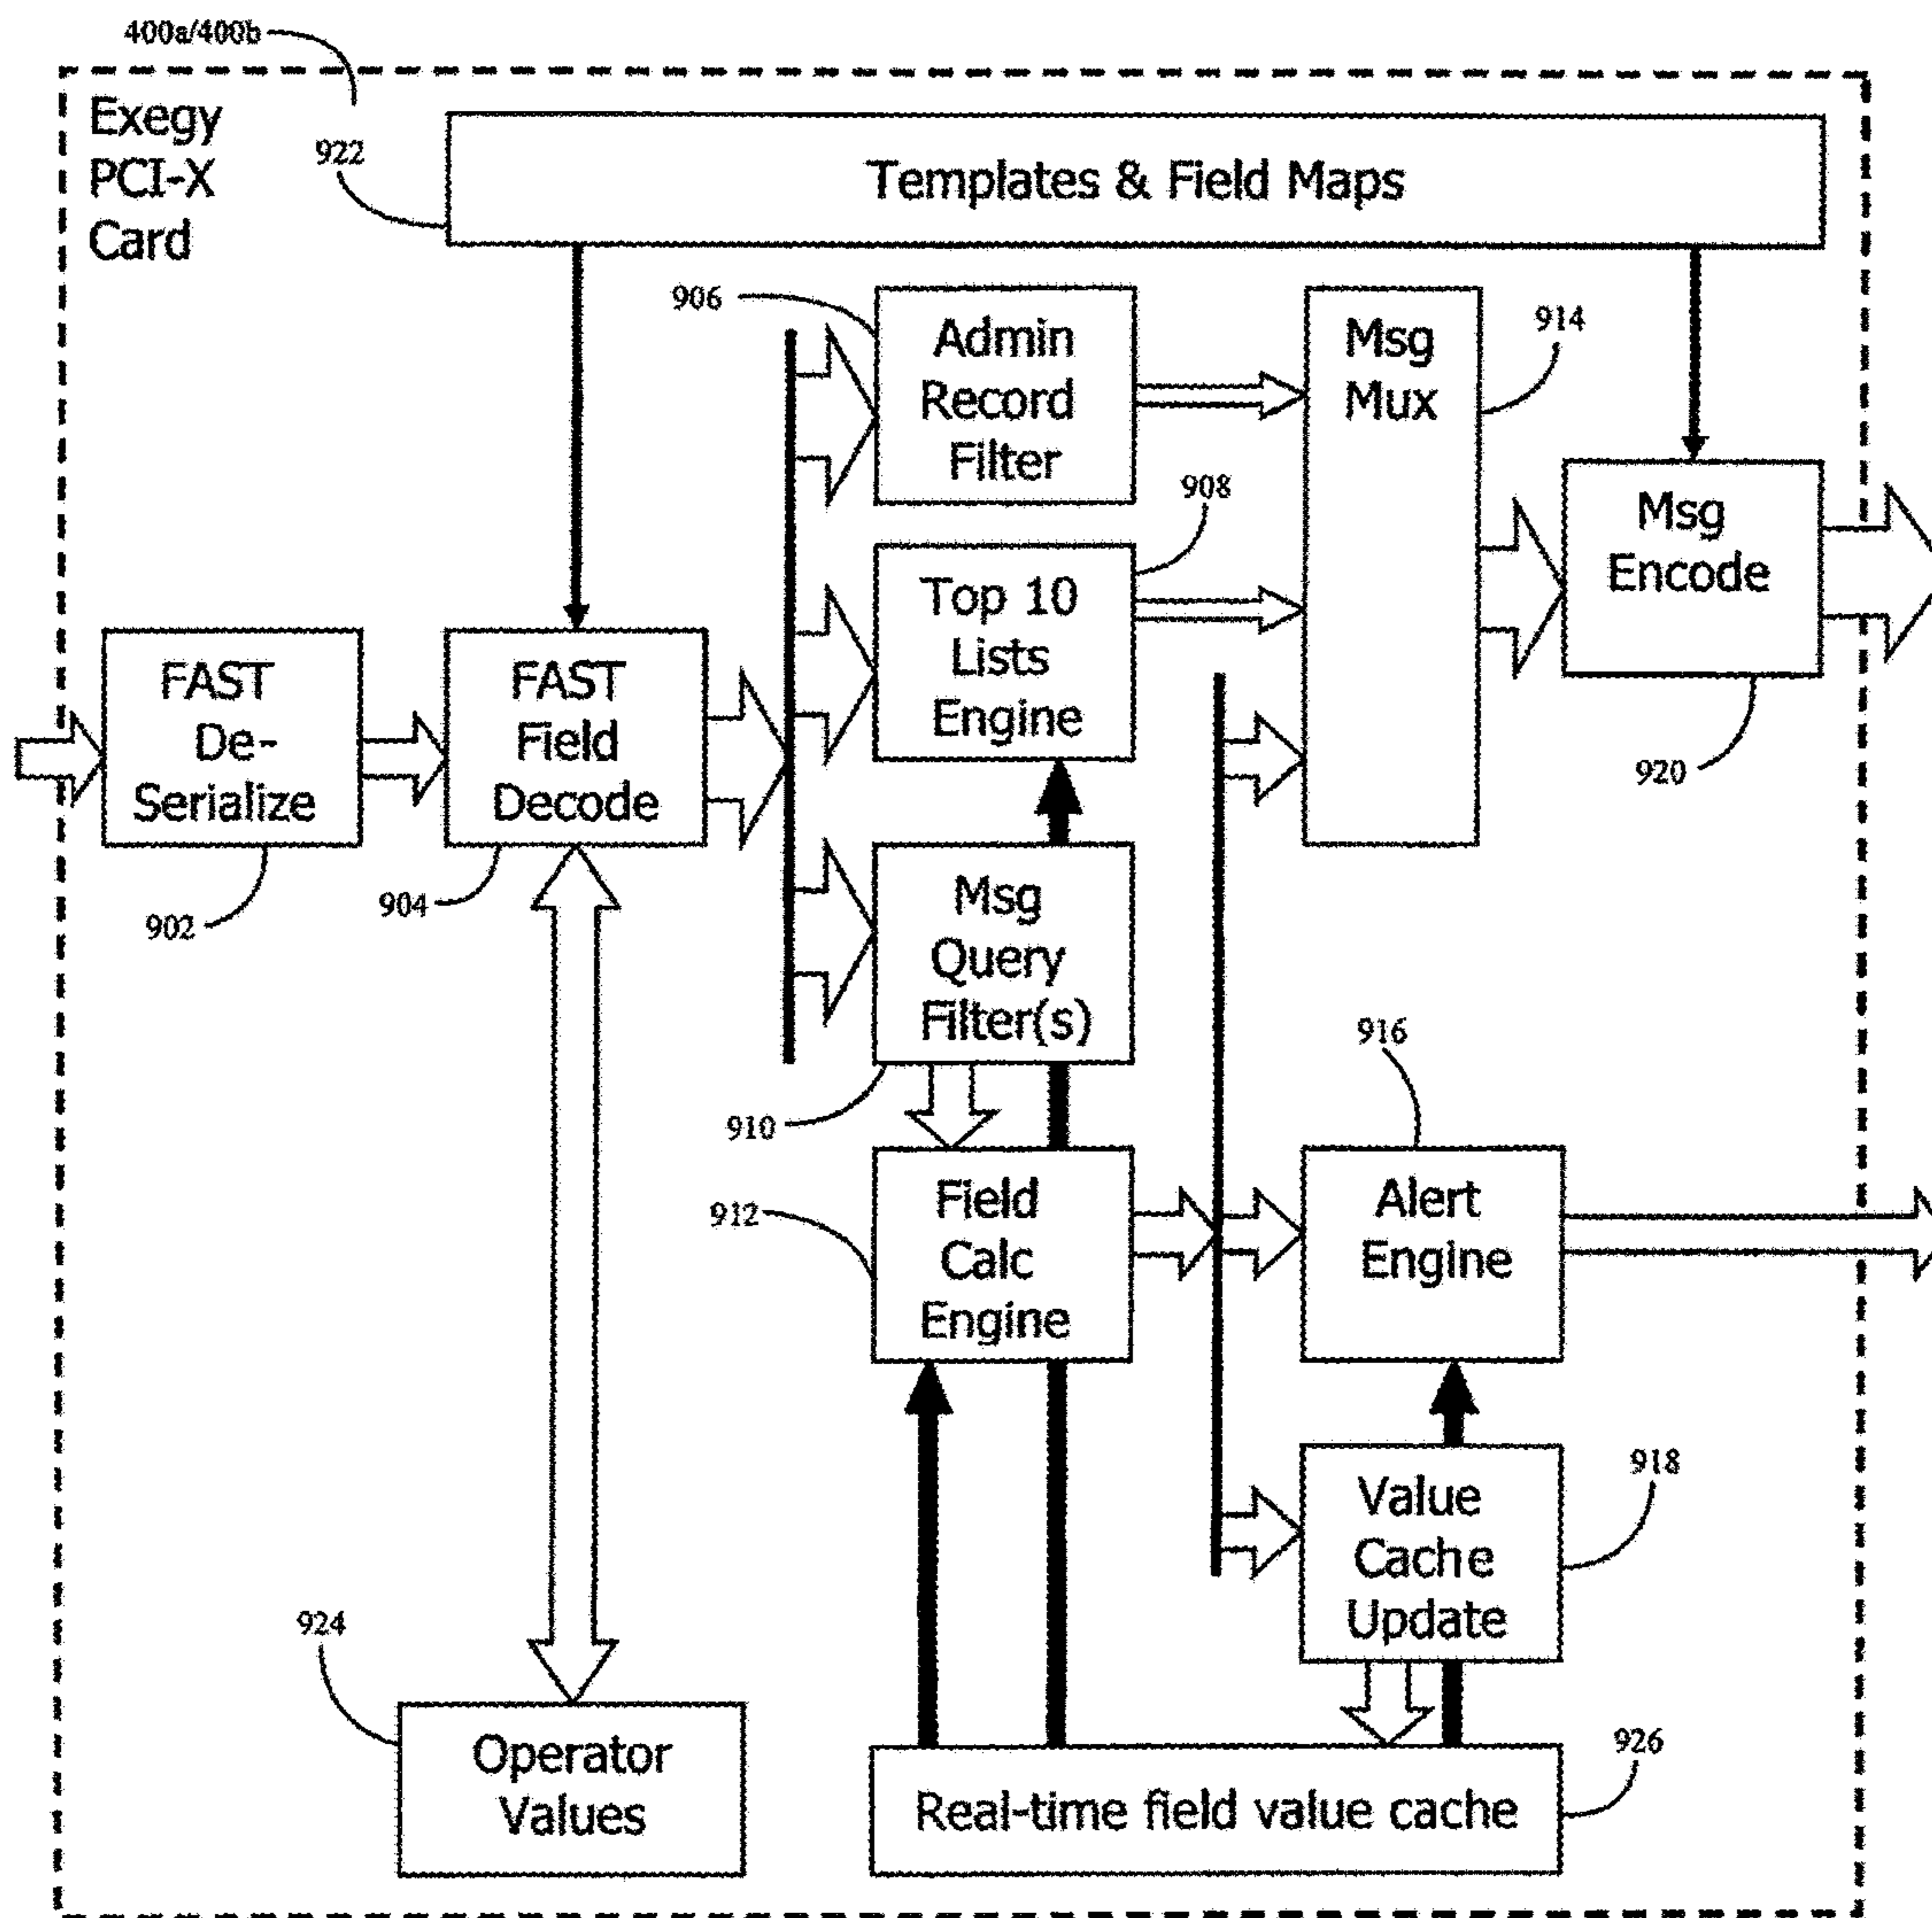 400a/400b
Exegy
PCI-X
Card
922
Templates & Field Maps
906
Admin
Record
Filter
Msg
Mux
914
908
Top 10
Lists
Engine
Msg
Encode
920
FAST
De-
Serialize
902
FAST
Field
Decode
904
Msg
Query
Filter(s)
910
916
912
Field
Calc
Engine
Alert
Engine
918
Value
Cache
Update
924
Operator
Values
926
Real-time field value cache